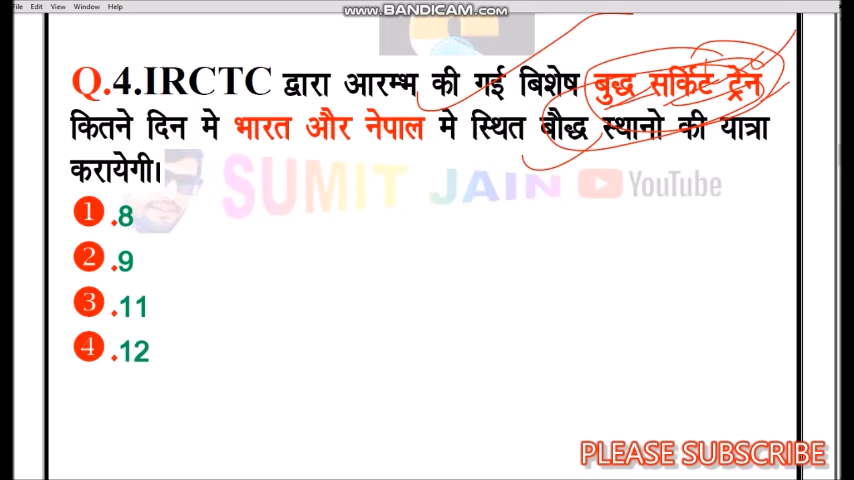 File Edit View Window Help
www.BANDICAM.com
Q.4.IRCTC द्वारा आरम्भ की गई बिशेष बुद्ध सर्किट ट्रेन
कितने दिन मे भारत और नेपाल मे स्थित बौद्ध स्थानो की यात्रा
करायेगी।
SUMIT JAIN YouTube
1 .8
2 .9
3 .11
4 .12
PLEASE SUBSCRIBE